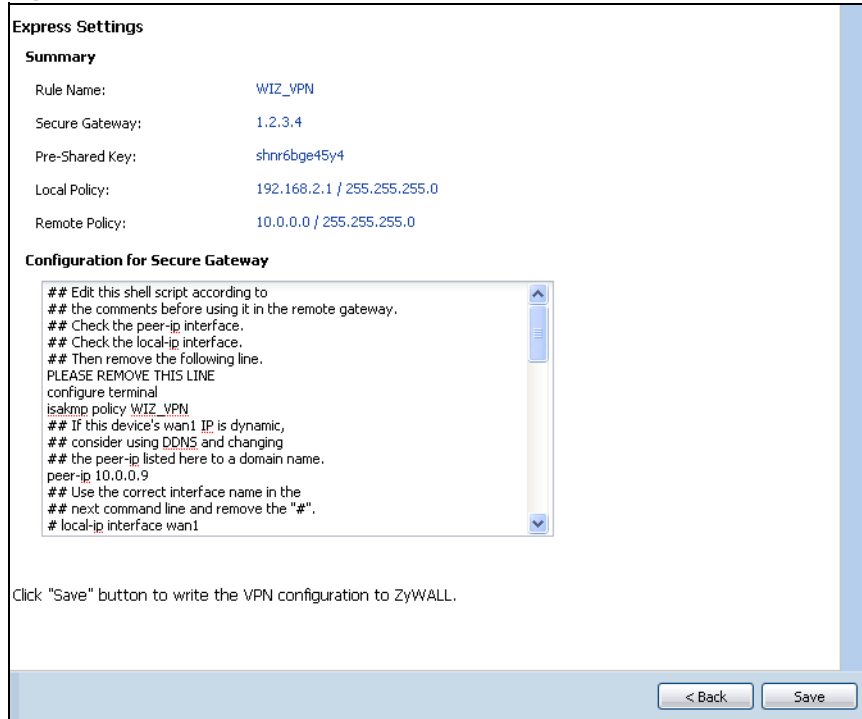 Express Settings
Summary
Rule Name: WIZ_VPN
Secure Gateway: 1.2.3.4
Pre-Shared Key: shnr6bge45y4
Local Policy: 192.168.2.1 / 255.255.255.0
Remote Policy: 10.0.0.0 / 255.255.255.0
Configuration for Secure Gateway
## Edit this shell script according to
## the comments before using it in the remote gateway.
## Check the peer-ip interface.
## Check the local-ip interface.
## Then remove the following line.
PLEASE REMOVE THIS LINE
configure terminal
isakmp policy WIZ_VPN
## If this device's wan1 IP is dynamic,
## consider using DDNS and changing
## the peer-ip listed here to a domain name.
peer-ip 10.0.0.9
## Use the correct interface name in the
## next command line and remove the "#".
# local-ip interface wan1
Click "Save" button to write the VPN configuration to ZyWALL.
< Back Save